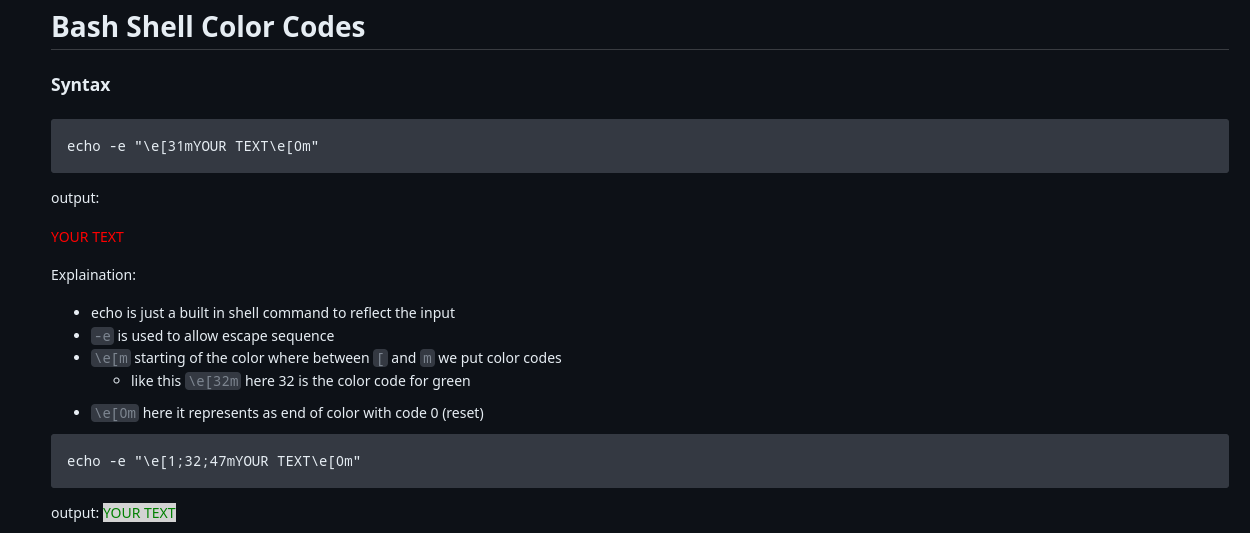 Bash Shell Color Codes
Syntax
echo -e "\e[31mYOUR TEXT\e[0m"
output:
YOUR TEXT
Explaination:
echo is just a built in shell command to reflect the input
-e is used to allow escape sequence
\e[m starting of the color where between [ and m we put color codes
like this \e[32m here 32 is the color code for green
\e[0m here it represents as end of color with code 0 (reset)
echo -e "\e[1;32;47mYOUR TEXT\e[0m"
output: YOUR TEXT